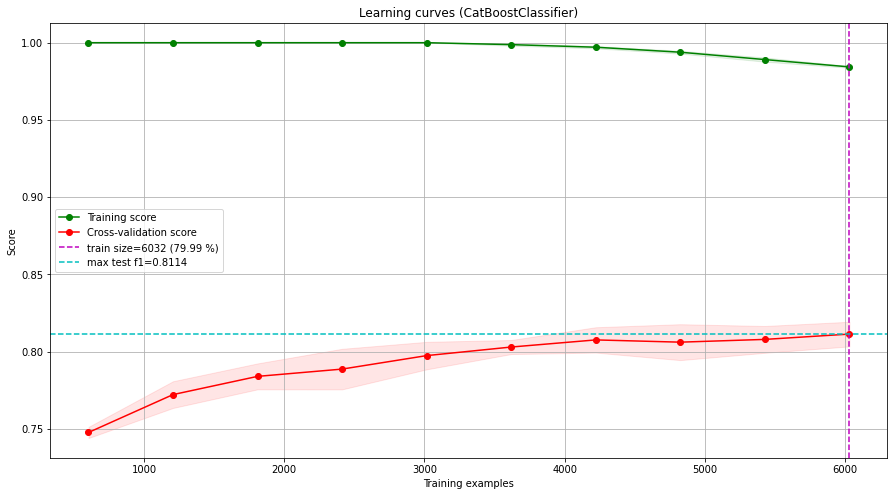 Learning curves (CatBoostClassifier)
1.00
0.95
0.90
0.85
0.80
0.75
Score
Training score
Cross-validation score
train size=6032 (79.99 %)
max test f1=0.8114
1000
2000
3000
4000
5000
6000
Training examples